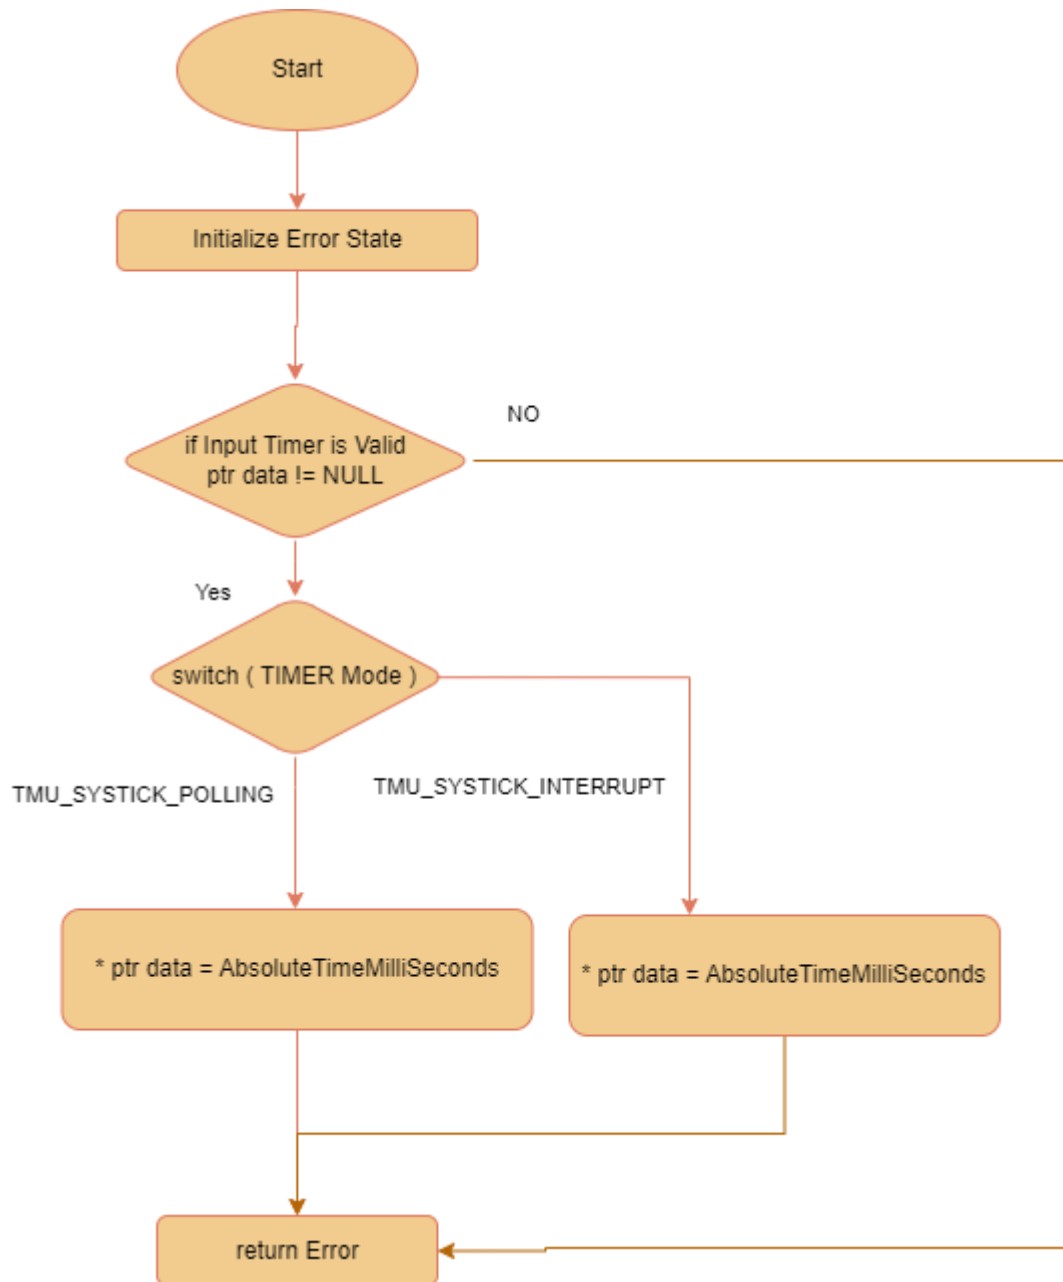 Start
Initialize Error State
if Input Timer is Valid
ptr data != NULL
NO
Yes
switch ( TIMER Mode )
TMU_SYSTICK_POLLING
TMU_SYSTICK_INTERRUPT
* ptr data = AbsoluteTimeMilliSeconds
* ptr data = AbsoluteTimeMilliSeconds
return Error